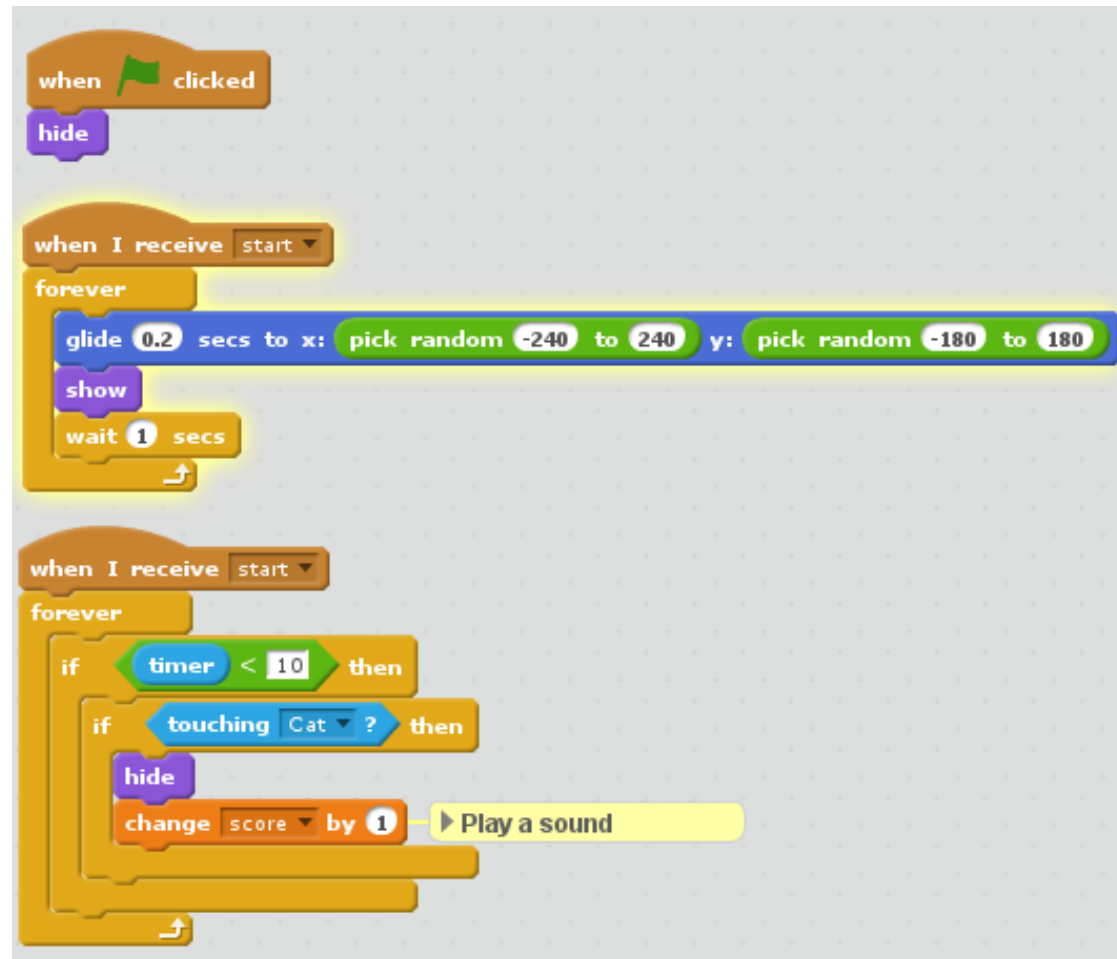 when clicked
hide
when I receive start
forever
glide 0.2 secs to x: pick random -240 to 240 y: pick random -180 to 180
show
wait 1 secs
when I receive start
forever
if timer < 10 then
if touching Cat ? then
hide
change score by 1 Play a sound